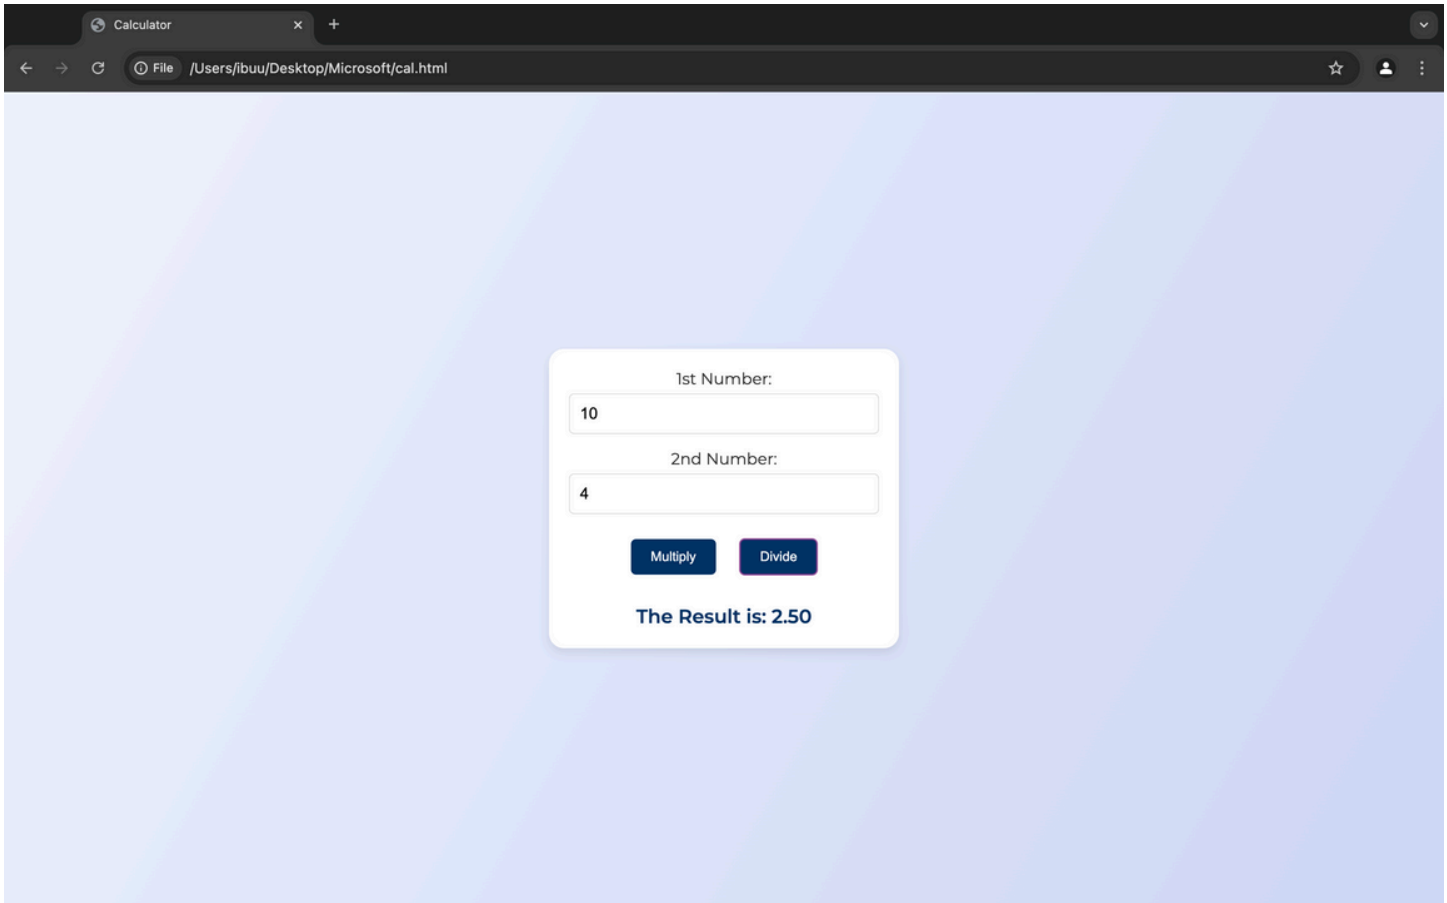 Calculator
File /Users/ibuu/Desktop/Microsoft/cal.html
1st Number:
10
2nd Number:
4
Multiply Divide
The Result is: 2.50